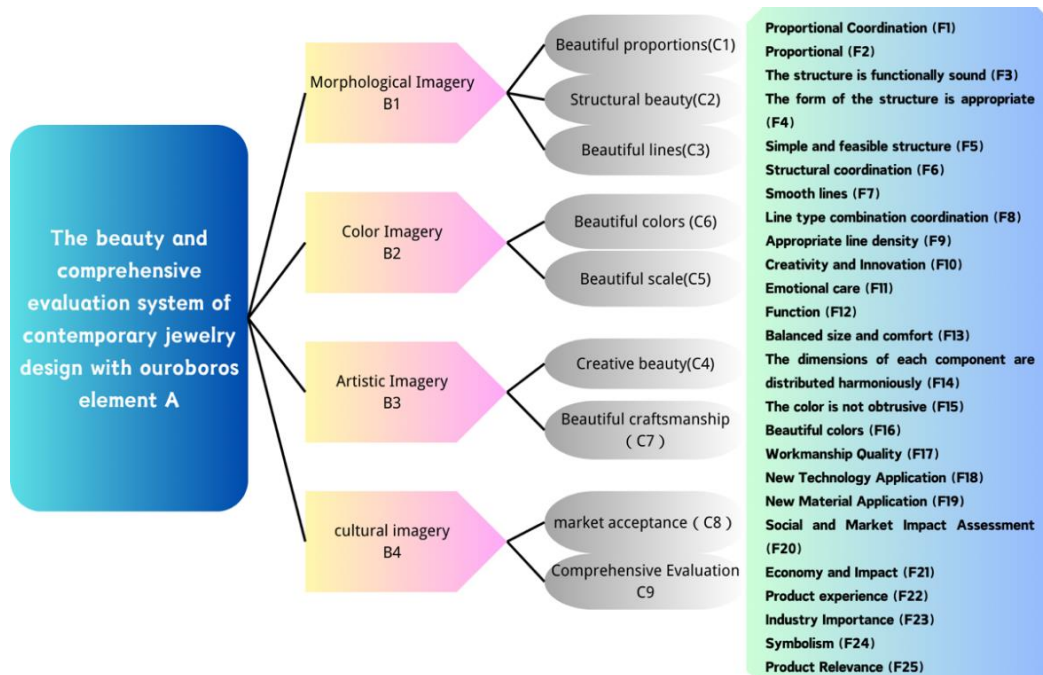 The beauty and
comprehensive
evaluation system of
contemporary jewelry
design with ouroboros
element A
Morphological Imagery
B1
Color Imagery
B2
Artistic Imagery
B3
cultural imagery
B4
Beautiful proportions(C1)
Structural beauty(C2)
Beautiful lines(C3)
Beautiful colors (C6)
Beautiful scale(C5)
Creative beauty(C4)
Beautiful craftsmanship
( C7 )
market acceptance ( C8 )
Comprehensive Evaluation
C9
Proportional Coordination (F1)
Proportional (F2)
The structure is functionally sound (F3)
The form of the structure is appropriate
(F4)
Simple and feasible structure (F5)
Structural coordination (F6)
Smooth lines (F7)
Line type combination coordination (F8)
Appropriate line density (F9)
Creativity and Innovation (F10)
Emotional care (F11)
Function (F12)
Balanced size and comfort (F13)
The dimensions of each component are
distributed harmoniously (F14)
The color is not obtrusive (F15)
Beautiful colors (F16)
Workmanship Quality (F17)
New Technology Application (F18)
New Material Application (F19)
Social and Market Impact Assessment
(F20)
Economy and Impact (F21)
Product experience (F22)
Industry Importance (F23)
Symbolism (F24)
Product Relevance (F25)